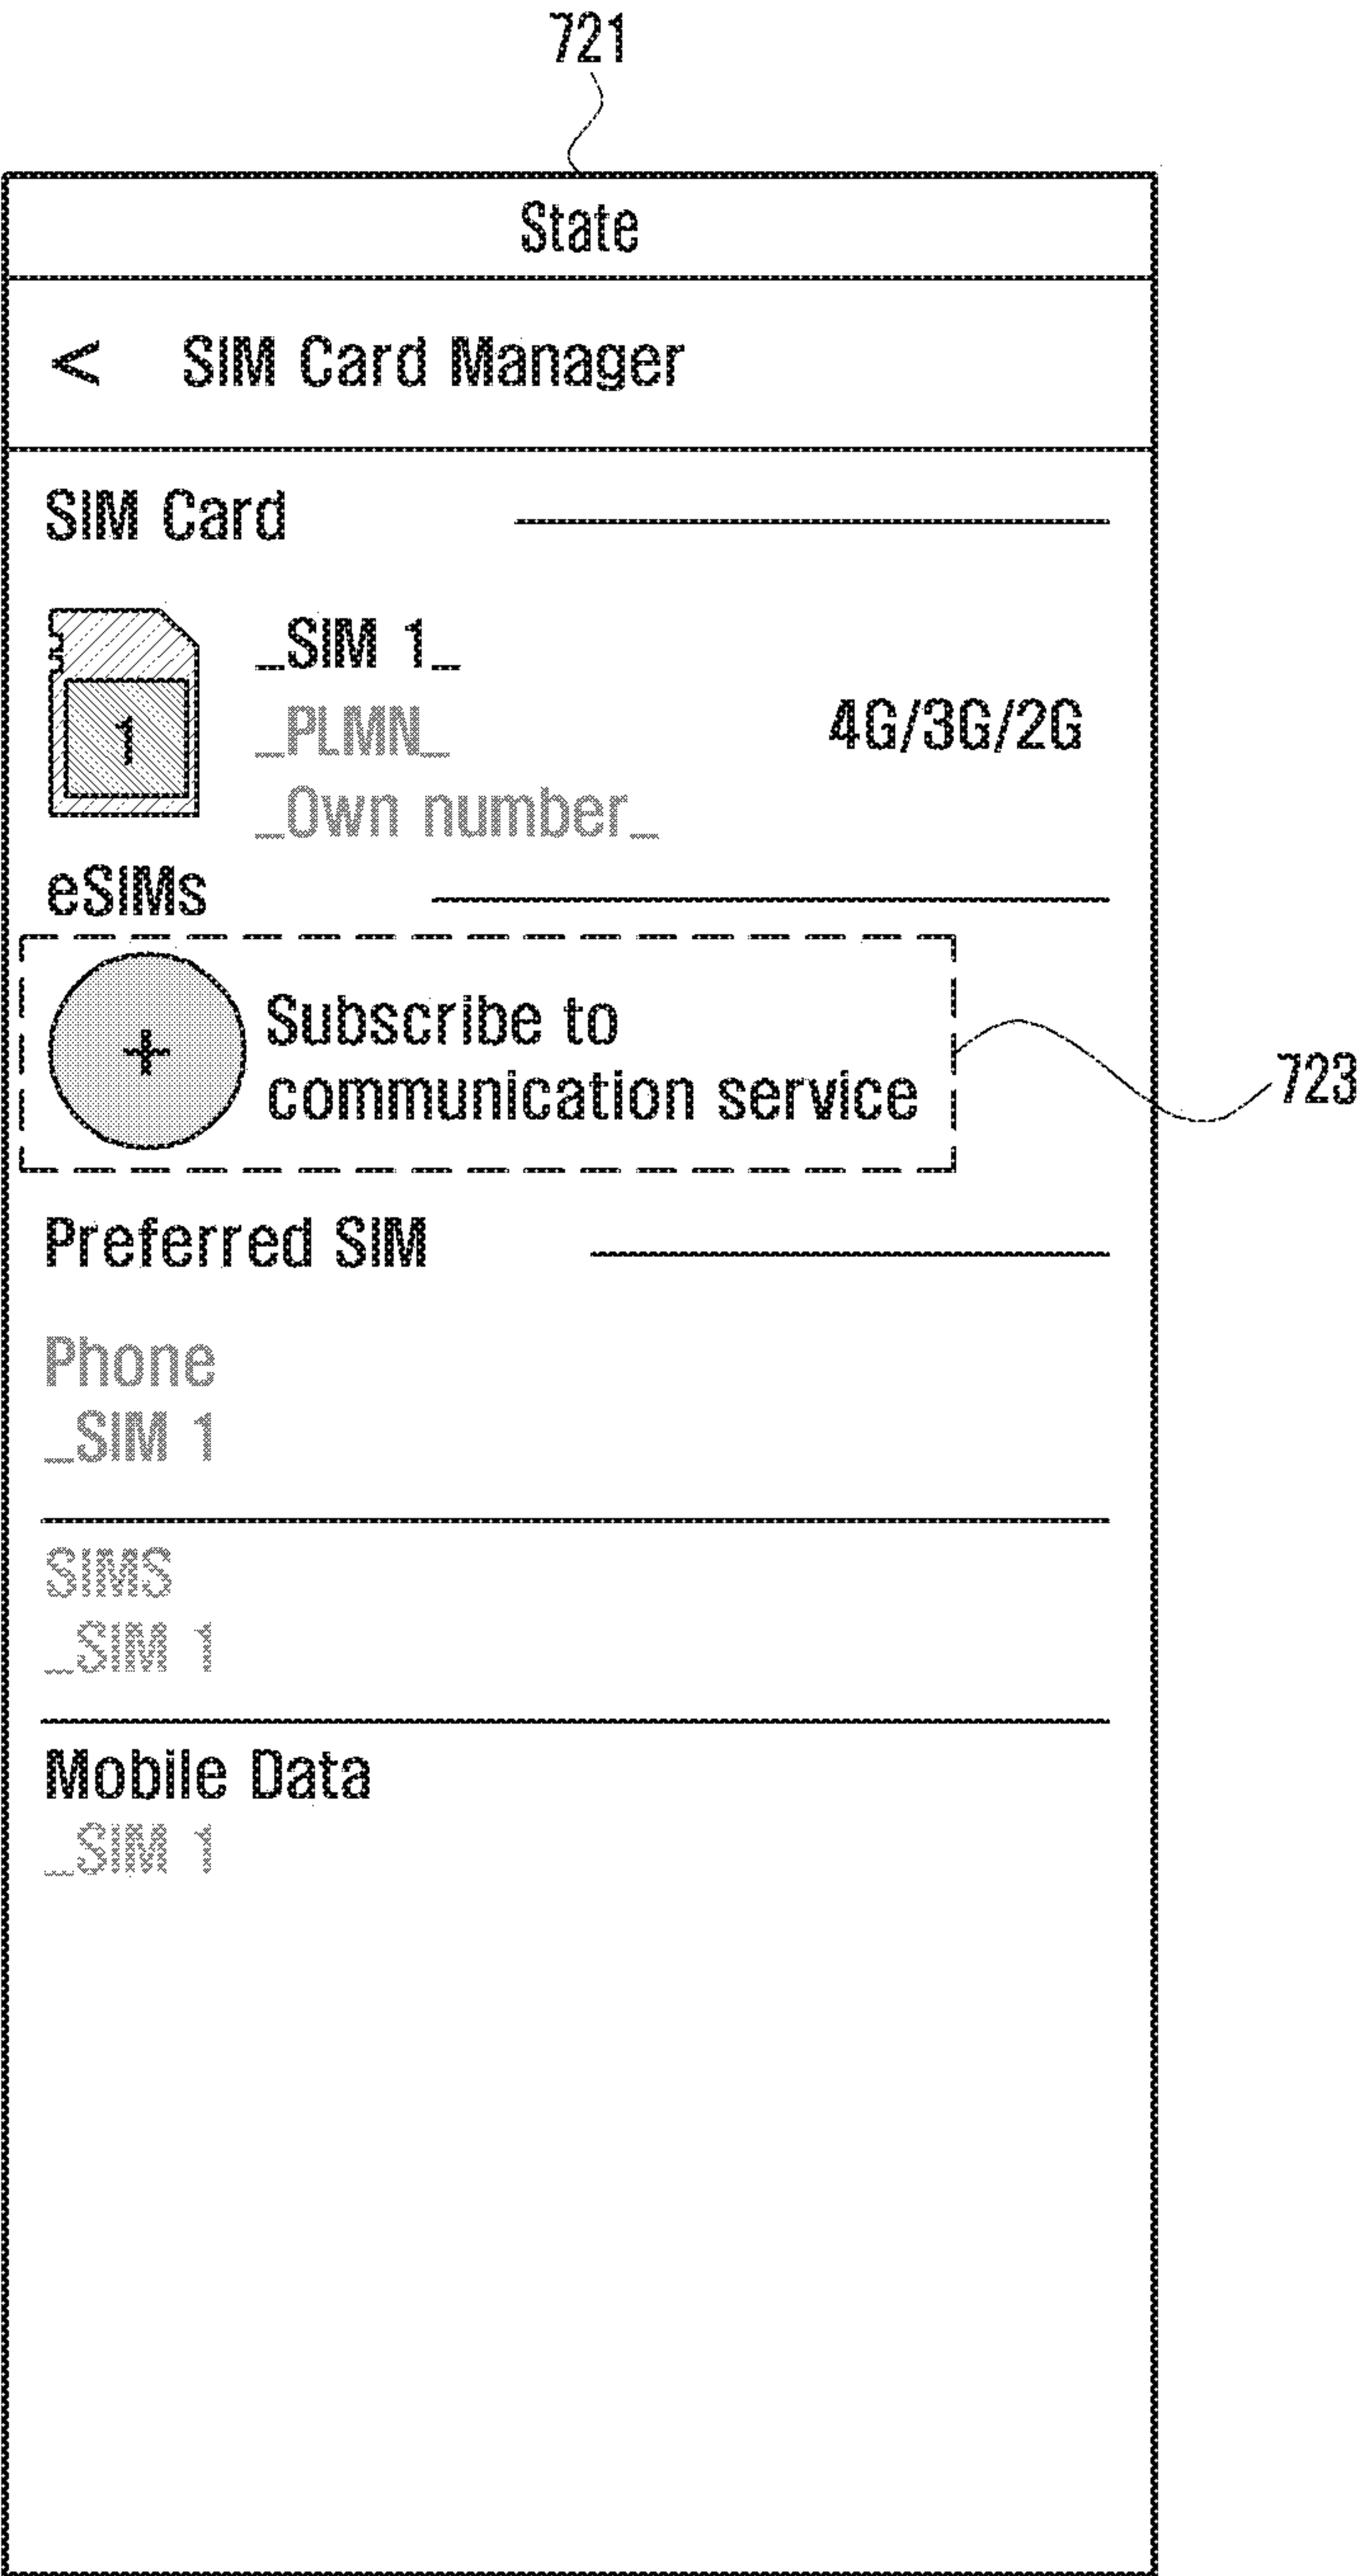 721
State
< SIM Card Manager
SIM Card
1
_SIM 1_
_PLMN_
4G/3G/2G
_Own number_
eSIMs
+ Subscribe to
communication service
723
Preferred SIM
Phone
_SIM 1
SIMS
_SIM 1
Mobile Data
_SIM 1